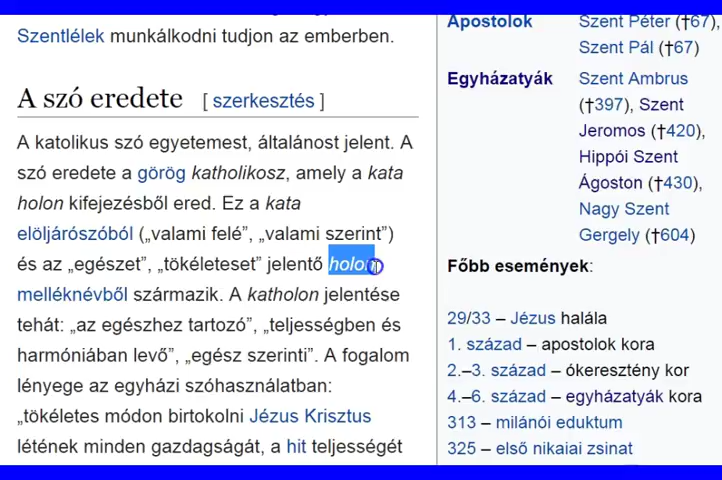 Szentlélek munkálkodni tudjon az emberben.
A szó eredete [ szerkesztés ]
A katolikus szó egyetemest, általánost jelent. A
szó eredete a görög katholikosz, amely a kata
holon kifejezésből ered. Ez a kata
elöljárószóból („valami felé”, „valami szerint”)
és az „egészet”, „tökéleteset” jelentő holon
melléknévből származik. A katholon jelentése
tehát: „az egészhez tartozó”, „teljességben és
harmóniában levő”, „egész szerinti”. A fogalom
lényege az egyházi szóhasználatban:
„tökéletes módon birtokolni Jézus Krisztus
létének minden gazdagságát, a hit teljességét
Apostolok Szent Péter (†67),
Szent Pál (†67)
Egyházatyák Szent Ambrus
(†397), Szent
Jeromos (†420),
Hippói Szent
Ágoston (†430),
Nagy Szent
Gergely (†604)
Főbb események:
29/33 – Jézus halála
1. század – apostolok kora
2.–3. század – ókeresztény kor
4.–6. század – egyházatyák kora
313 – milánói eduktum
325 – első nikaiai zsinat